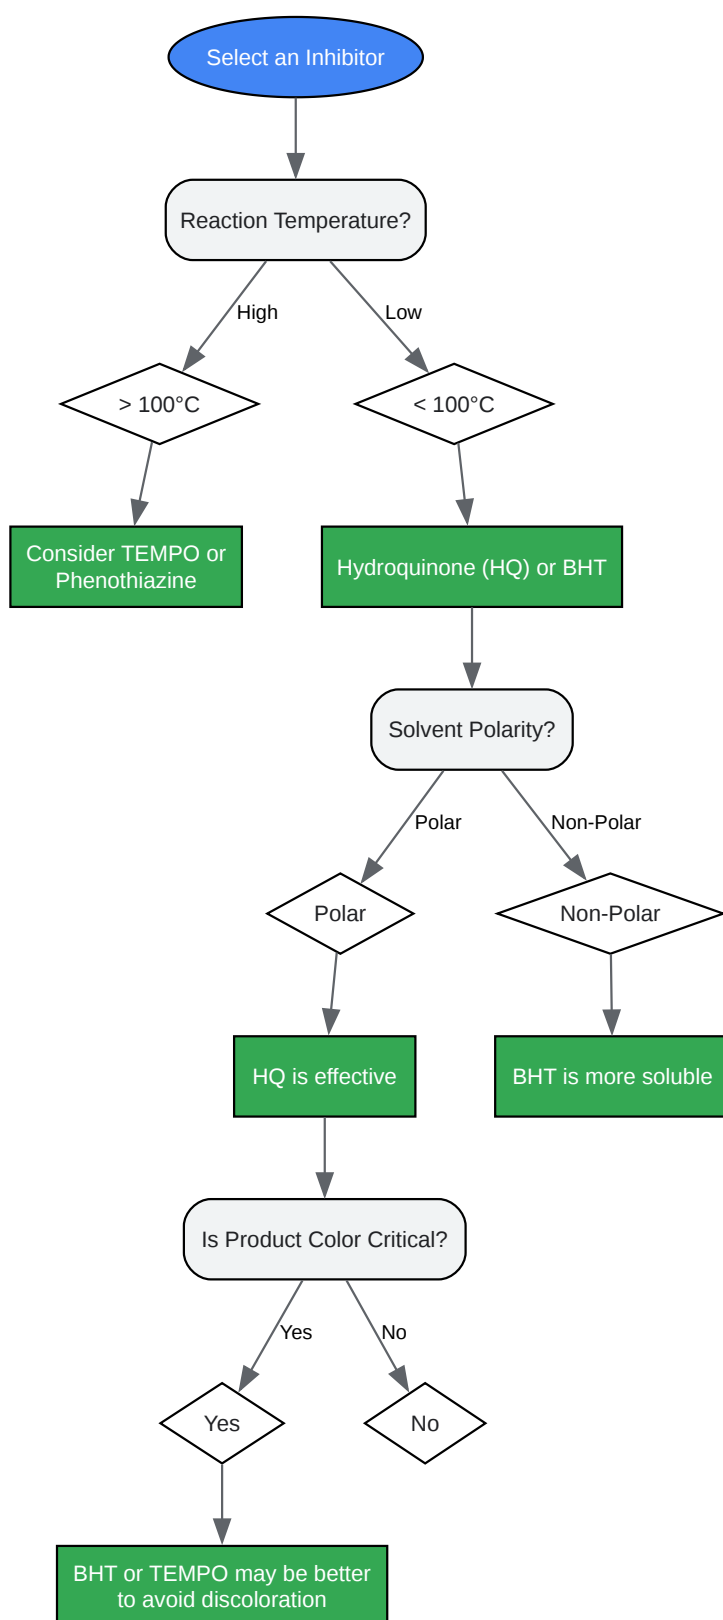 Select an Inhibitor
Reaction Temperature?
High
Low
> 100°C
< 100°C
Consider TEMPO or
Phenothiazine
Hydroquinone (HQ) or BHT
Solvent Polarity?
Polar
Non-Polar
Polar
Non-Polar
HQ is effective
BHT is more soluble
Is Product Color Critical?
Yes
No
Yes
No
BHT or TEMPO may be better
to avoid discoloration